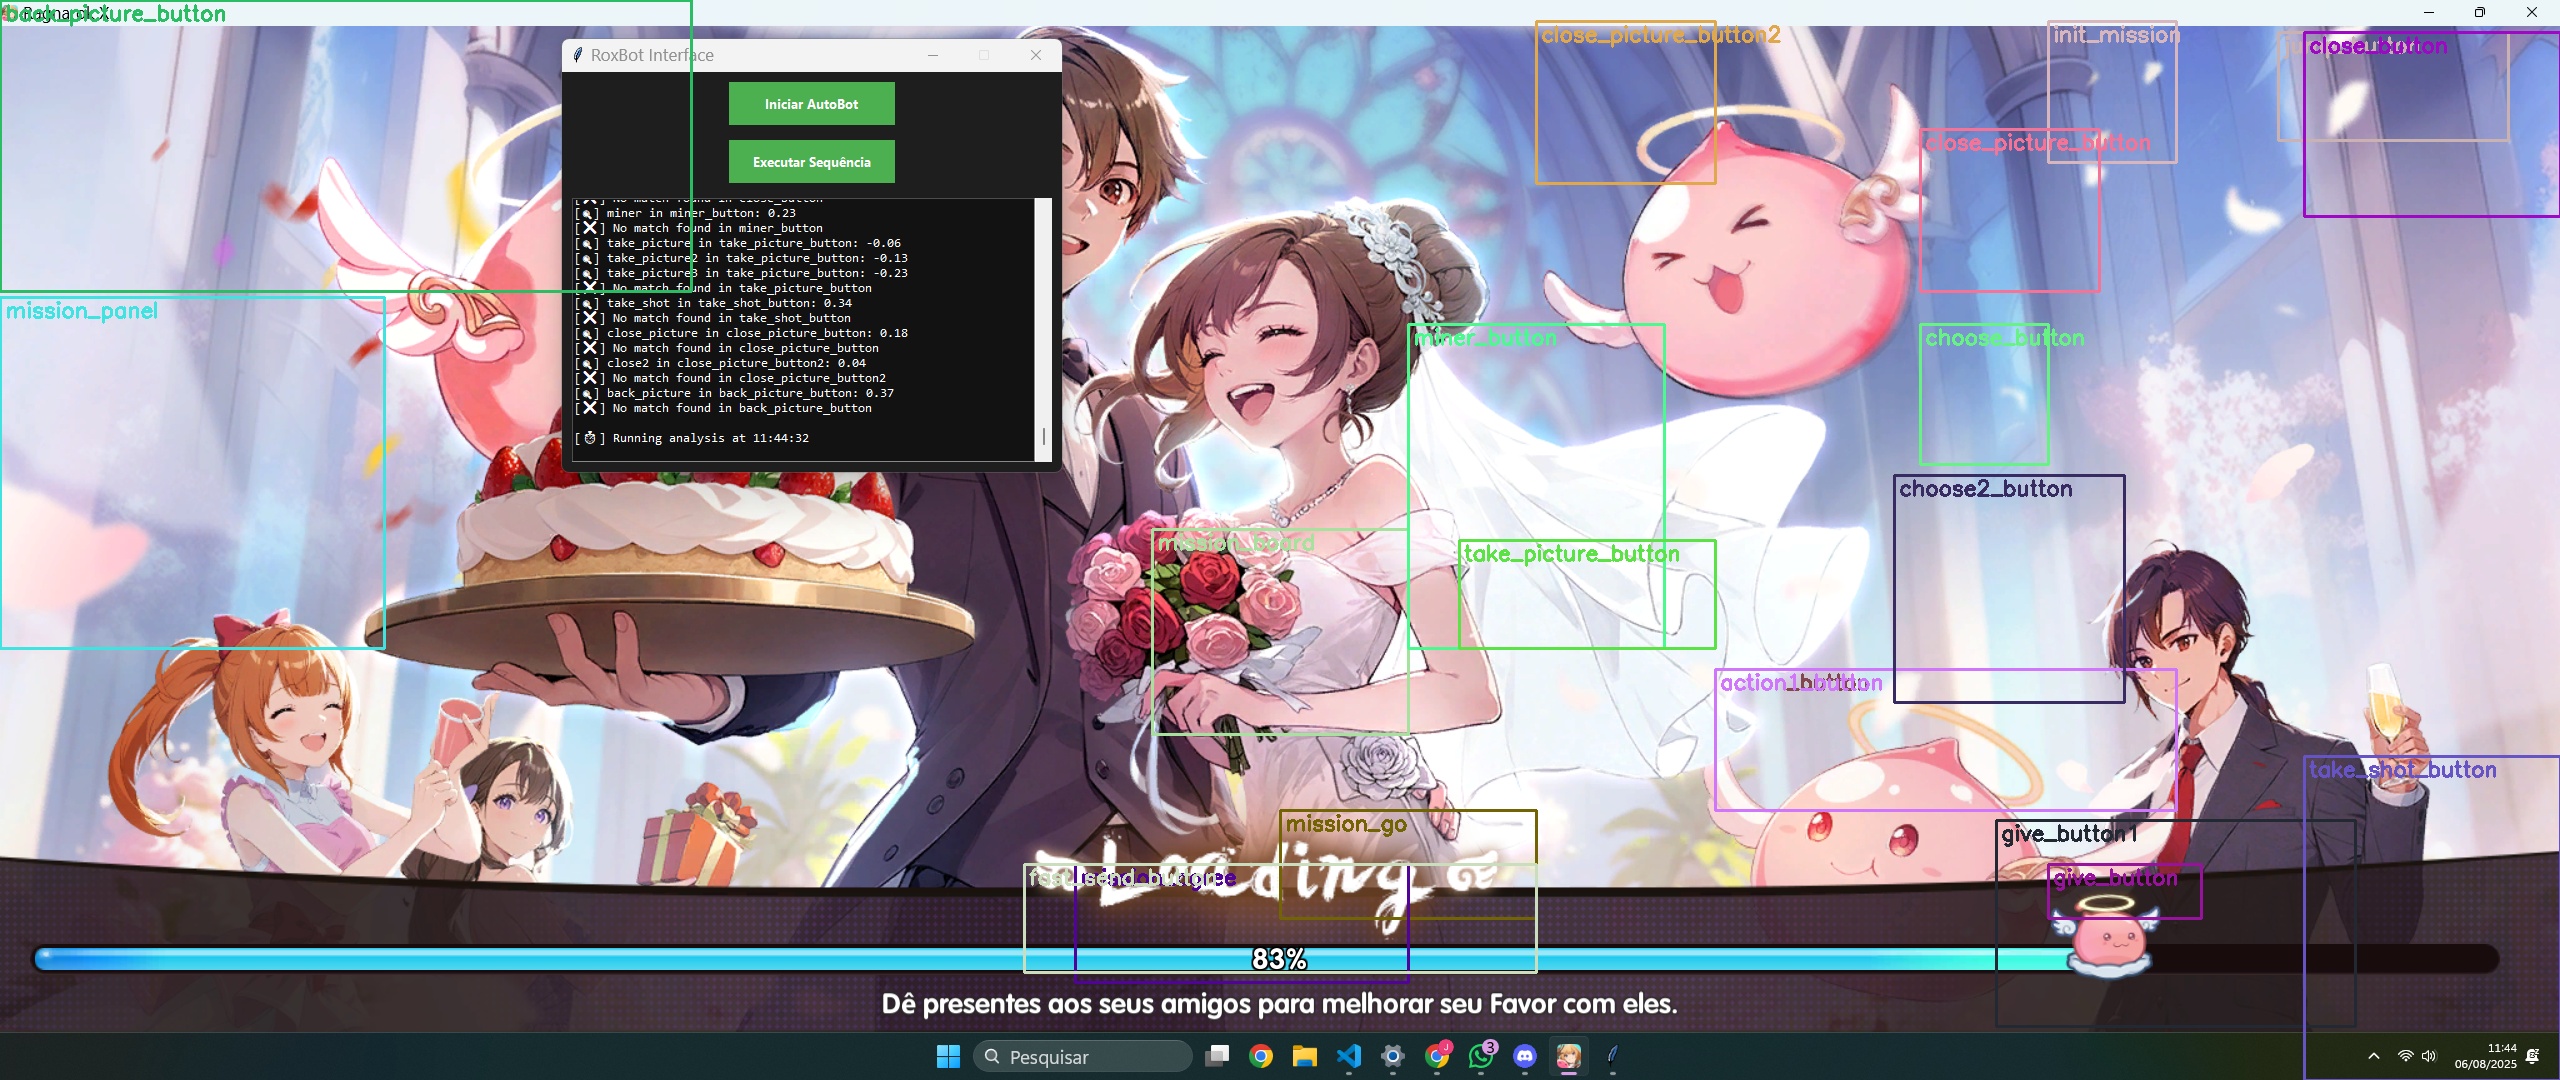 Ragnarok X
back_picture_button
RoxBot Interface
Iniciar AutoBot
Executar Sequência
[🔍] miner in miner_button: 0.23
[❌] No match found in miner_button
[🔍] take_picture in take_picture_button: -0.06
[🔍] take_picture2 in take_picture_button: -0.13
[🔍] take_picture3 in take_picture_button: -0.23
[❌] No match found in take_picture_button
[🔍] take_shot in take_shot_button: 0.34
[❌] No match found in take_shot_button
[🔍] close_picture in close_picture_button: 0.18
[❌] No match found in close_picture_button
[🔍] close2 in close_picture_button2: 0.04
[❌] No match found in close_picture_button2
[🔍] back_picture in back_picture_button: 0.37
[❌] No match found in back_picture_button
[⏱] Running analysis at 11:44:32
close_picture_button2
init_mission
close_button
close_picture_button
mission_panel
miner_button
choose_button
choose2_button
mission_board
take_picture_button
action1_button
take_shot_button
mission_go
give_button1
fast_send_button
give_button
Loading
83%
Dê presentes aos seus amigos para melhorar seu Favor com eles.
Pesquisar
J
3
11:44
06/08/2025